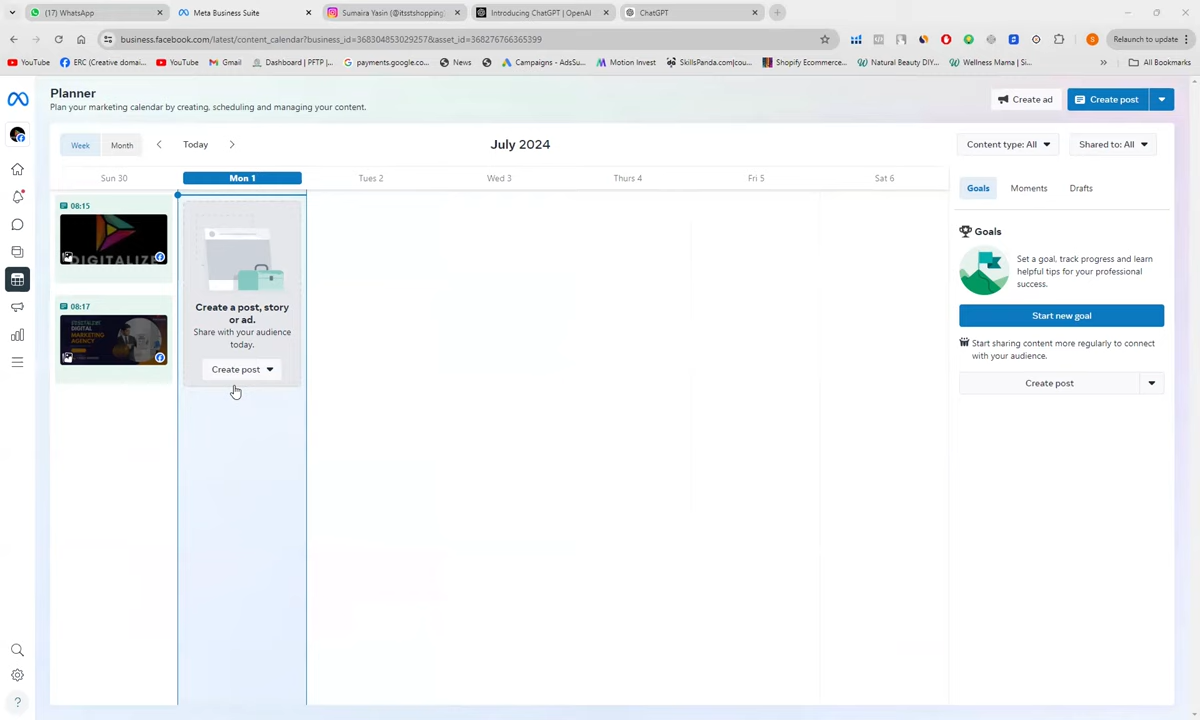 (17) WhatsApp
Meta Business Suite
Sumaira Yasin (@itsstshopping
Introducing ChatGPT | OpenAI
ChatGPT
business.facebook.com/latest/content_calendar?business_id=368304853029257&asset_id=368276766365399
Relaunch to update
YouTube
ERC (Creative domai...
YouTube
Gmail
Dashboard | PFTP |...
payments.google.co...
News
Campaigns - AdsSu...
Motion Invest
SkillsPanda.com|cou...
Shopify Ecommerce...
Natural Beauty DIY...
Wellness Mama | Si...
All Bookmarks
Planner
Plan your marketing calendar by creating, scheduling and managing your content.
Create ad
Create post
Week
Month
Today
July 2024
Content type: All
Shared to: All
Sun 30
Mon 1
Tues 2
Wed 3
Thurs 4
Fri 5
Sat 6
08:15
DIGITALIZE
08:17
DIGITAL
MARKETING
AGENCY
Create a post, story
or ad.
Share with your audience
today.
Create post
Goals
Moments
Drafts
Goals
Set a goal, track progress and learn
helpful tips for your professional
success.
Start new goal
Start sharing content more regularly to connect
with your audience.
Create post